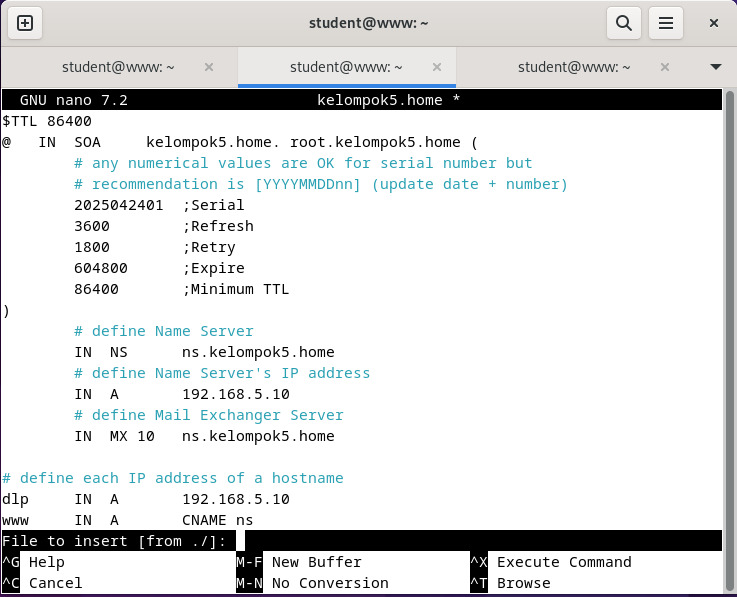 student@www: ~
student@www: ~ × student@www: ~ × student@www: ~ ×
GNU nano 7.2 kelompok5.home *
$TTL 86400
@ IN SOA kelompok5.home. root.kelompok5.home (
# any numerical values are OK for serial number but
# recommendation is [YYYYMMDDnn] (update date + number)
2025042401 ;Serial
3600 ;Refresh
1800 ;Retry
604800 ;Expire
86400 ;Minimum TTL
)
# define Name Server
IN NS ns.kelompok5.home
# define Name Server's IP address
IN A 192.168.5.10
# define Mail Exchanger Server
IN MX 10 ns.kelompok5.home
# define each IP address of a hostname
dlp IN A 192.168.5.10
www IN A CNAME ns
File to insert [from ./]:
^G Help M-F New Buffer ^X Execute Command
^C Cancel M-N No Conversion ^T Browse